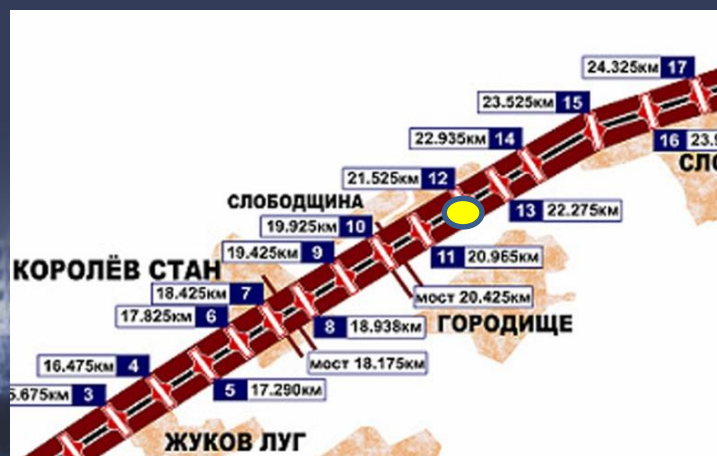 24.325км 17
23.525км 15
22.935км 14
16
21.525км 12
СЛОБОДЩИНА
13 22.275км
19.925км 10
19.425км 9
11 20.965км
КОРОЛЁВ СТАН
18.425км 7
мост 20.425км
17.825км 6
8 18.938км
ГОРОДИЩЕ
16.475км 4
мост 18.175км
5.675км 3
5 17.290км
ЖУКОВ ЛУГ